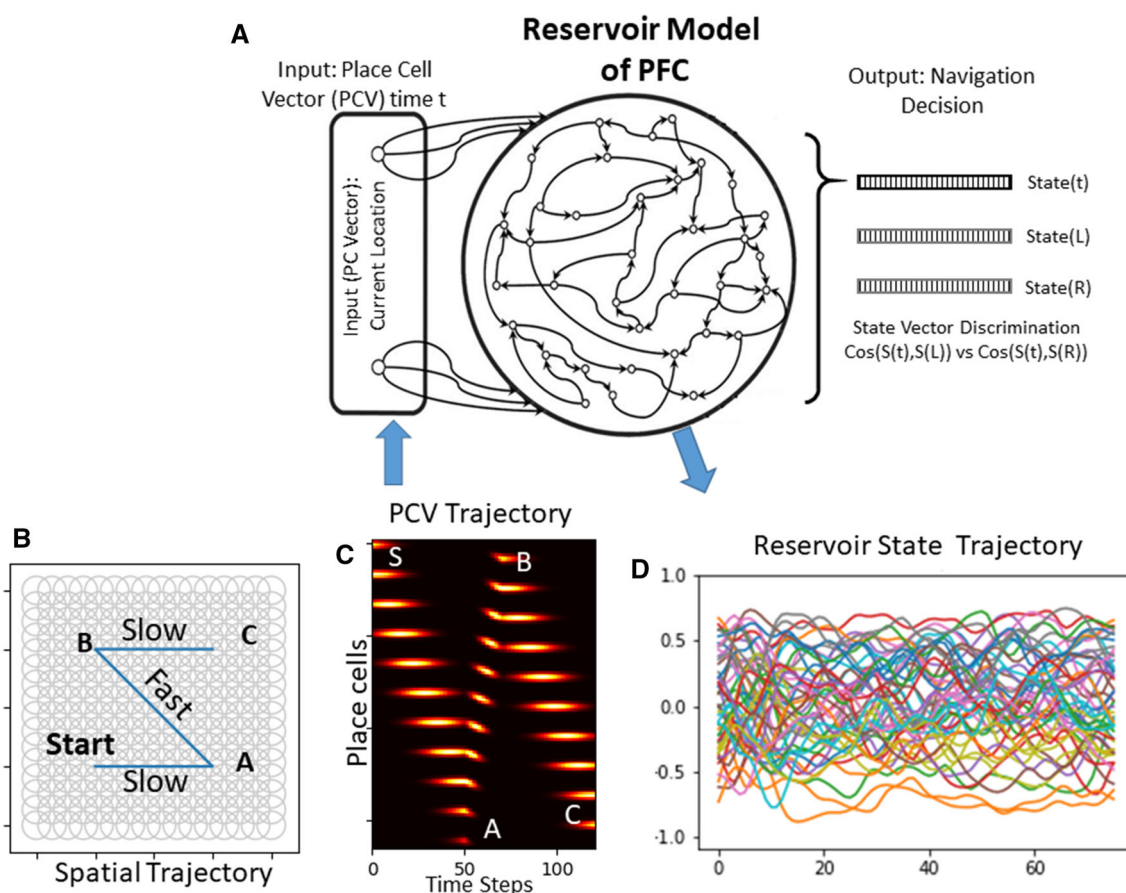 A
Reservoir Model
of PFC
Input: Place Cell
Vector (PCV) time t
Output: Navigation
Decision
Input (PC Vector):
Current Location
State(t)
State(L)
State(R)
State Vector Discrimination
Cos(S(t),S(L)) vs Cos(S(t),S(R))
B
B
Slow
C
Fast
Start
A
Slow
Spatial Trajectory
PCV Trajectory
C
S
B
Place cells
A
C
0
50
100
Time Steps
Reservoir State Trajectory
D
1.0
0.5
0.0
-0.5
-1.0
0
20
40
60